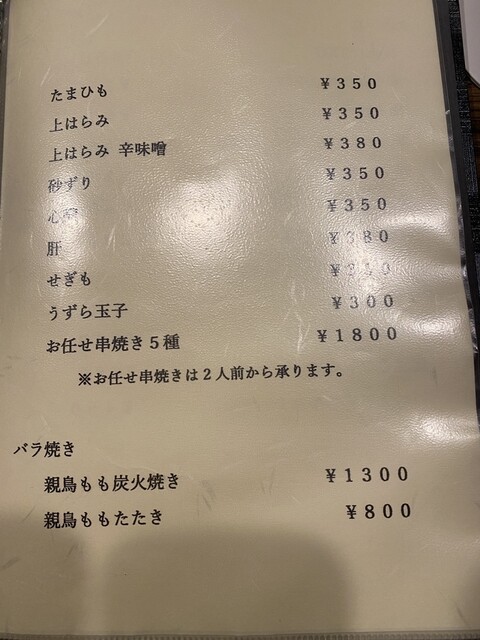 たまひも ¥350
上はらみ ¥350
上はらみ 辛味噌 ¥380
砂ずり ¥350
¥350
肝 ¥380
せぎも
うずら玉子 ¥300
お任せ串焼き5種 ¥1800
※お任せ串焼きは2人前から承ります。
バラ焼き
親鳥もも炭火焼き ¥1300
親鳥ももたたき ¥800